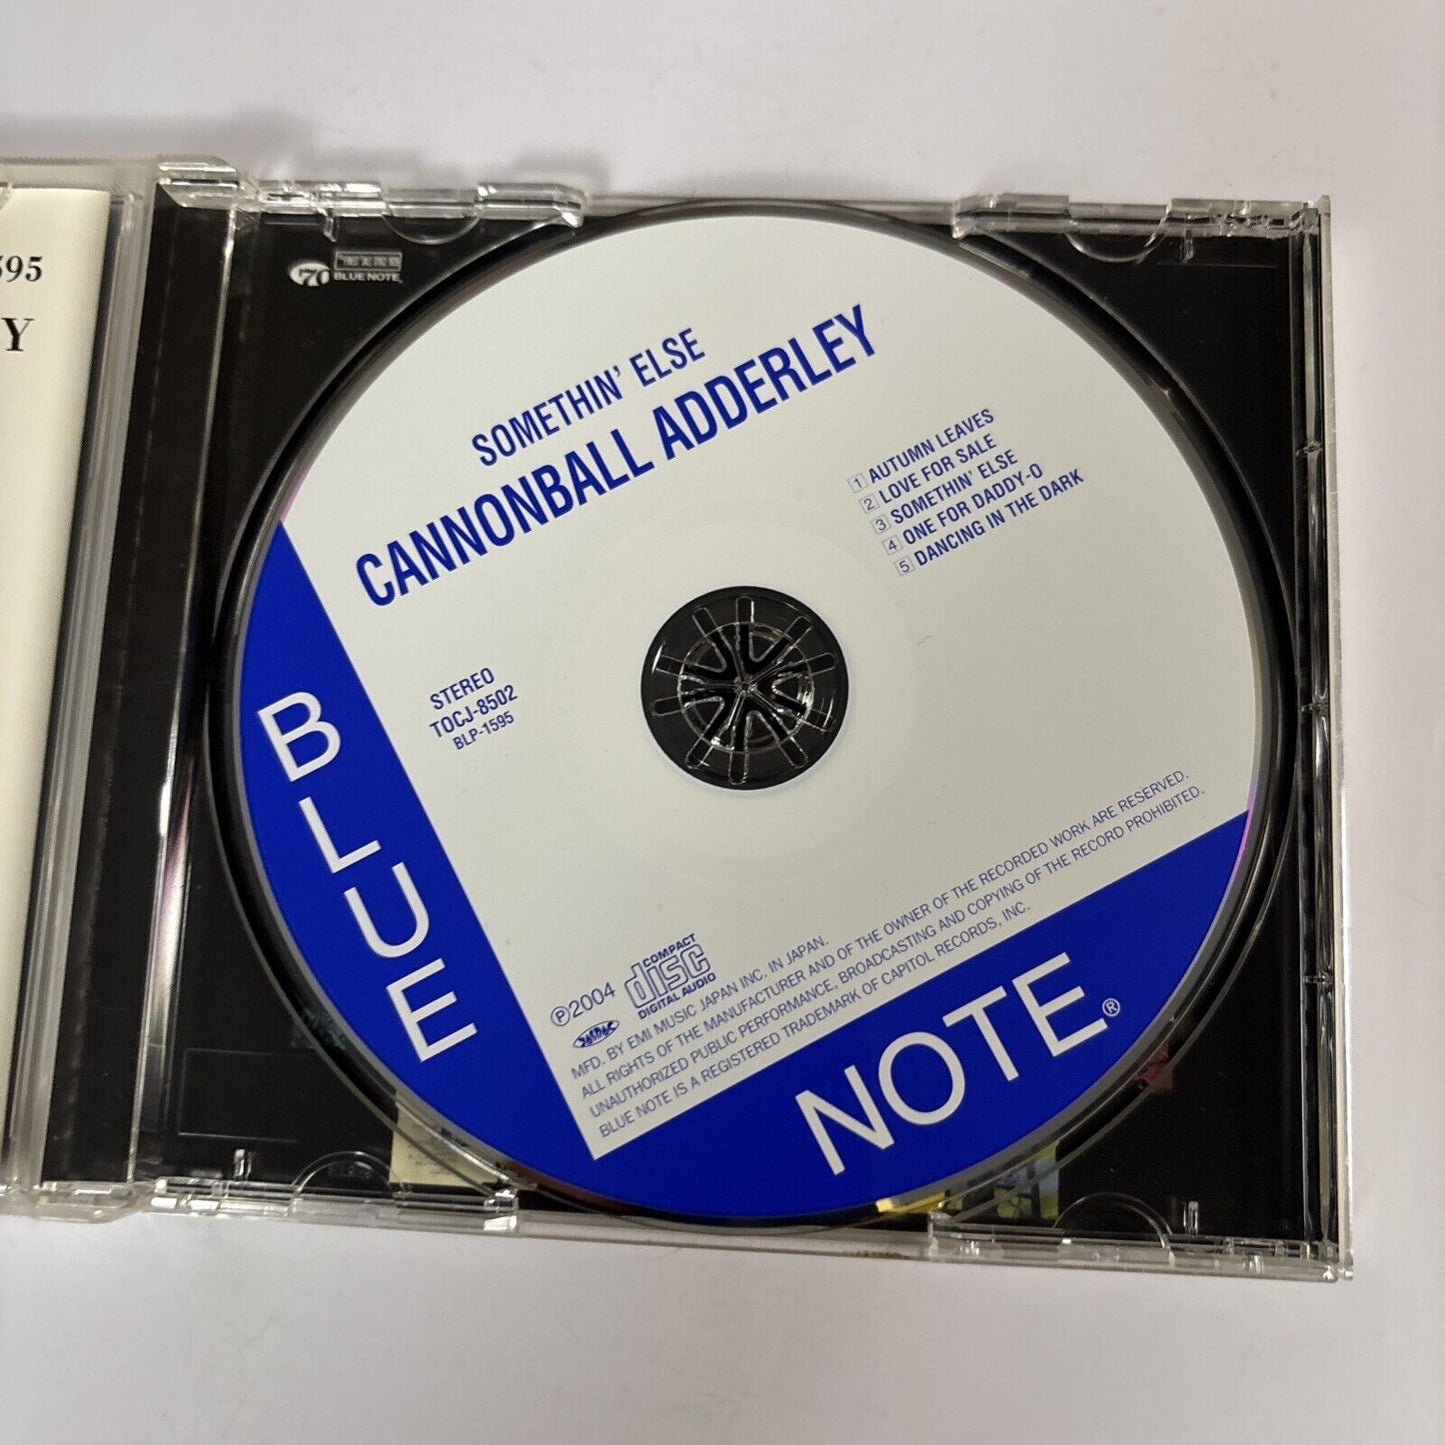 595
Y
70
BLUE NOTE
SOMETHIN' ELSE
CANNONBALL ADDERLEY
1 AUTUMN LEAVES
2 LOVE FOR SALE
3 SOMETHIN' ELSE
4 ONE FOR DADDY-O
5 DANCING IN THE DARK
STEREO
TOCJ-8502
BLP-1595
BLUE
℗2004
COMPACT
disc
DIGITAL AUDIO
JASRAC
MFD. BY EMI MUSIC JAPAN INC. IN JAPAN.
ALL RIGHTS OF THE MANUFACTURER AND OF THE OWNER OF THE RECORDED WORK ARE RESERVED.
UNAUTHORIZED PUBLIC PERFORMANCE, BROADCASTING AND COPYING OF THE RECORD PROHIBITED.
BLUE NOTE IS A REGISTERED TRADEMARK OF CAPITOL RECORDS, INC.
NOTE®